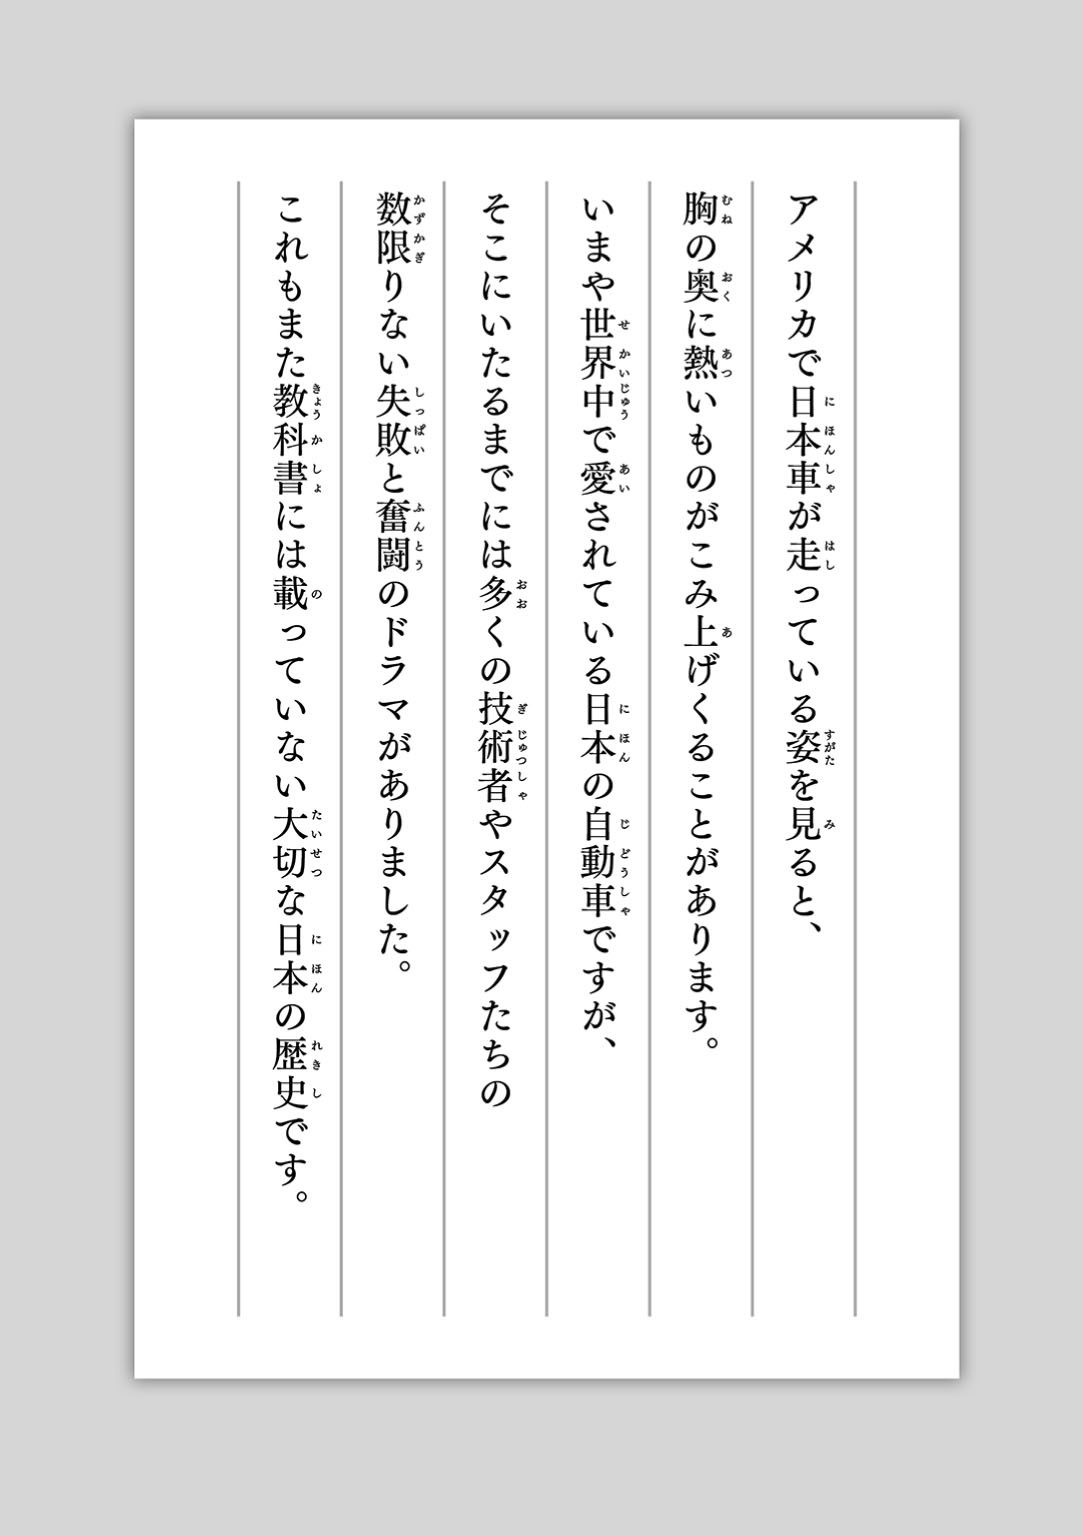 アメリカで日本車が走っている姿を見ると、
胸の奥に熱いものがこみ上げくることがあります。
いまや世界中で愛されている日本の自動車ですが、
そこにいたるまでには多くの技術者やスタッフたちの
数限りない失敗と奮闘のドラマがありました。
これもまた教科書には載っていない大切な日本の歴史です。